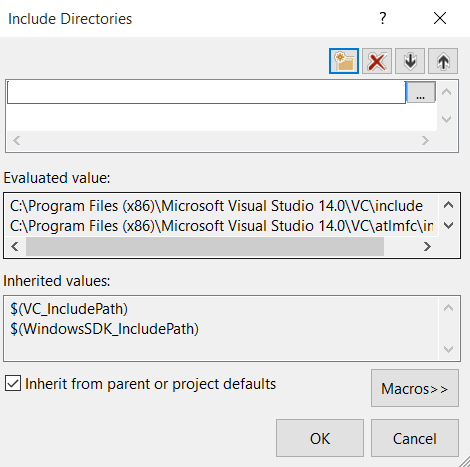 Include Directories
?
...
Evaluated value:
C:\Program Files (x86)\Microsoft Visual Studio 14.0\VC\include
C:\Program Files (x86)\Microsoft Visual Studio 14.0\VC\atlmfc\in
Inherited values:
$(VC_IncludePath)
$(WindowsSDK_IncludePath)
Inherit from parent or project defaults
Macros>>
OK
Cancel